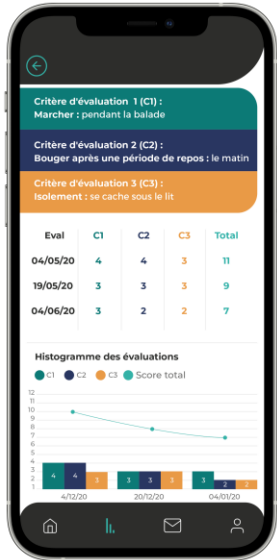 Critère d'évaluation 1 (C1) :
Marcher : pendant la balade
Critère d'évaluation 2 (C2) :
Bouger après une période de repos : le matin
Critère d'évaluation 3 (C3) :
Isolement : se cache sous le lit
Eval C1 C2 C3 Total
04/05/20 4 4 3 11
19/05/20 3 3 3 9
04/06/20 3 2 2 7
Histogramme des évaluations
C1 C2 C3 Score total
12
11
10
9
8
7
6
5
4
3
2
1
4 4 3 3 3 3 3 2 2
4/12/20 20/12/20 04/01/20